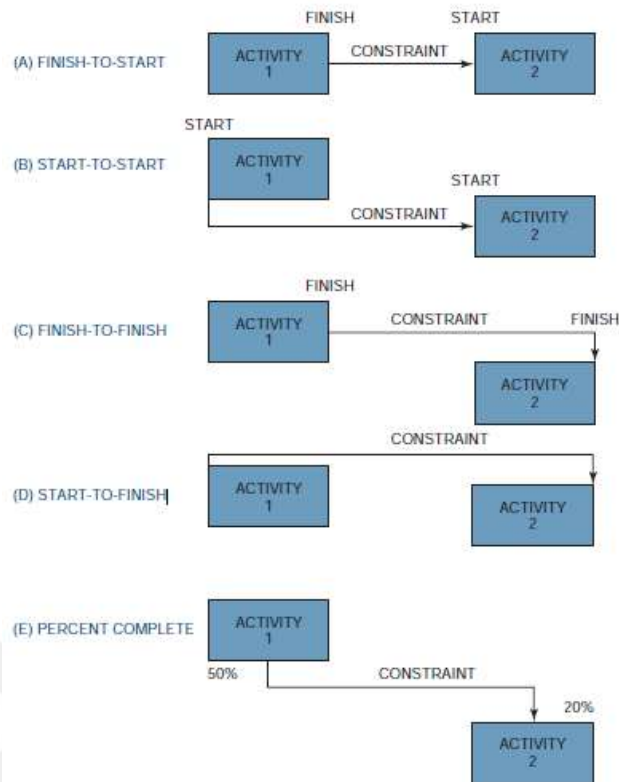 FINISH START
(A) FINISH-TO-START ACTIVITY 1 CONSTRAINT ACTIVITY 2
START
(B) START-TO-START ACTIVITY 1
START
CONSTRAINT ACTIVITY 2
FINISH
(C) FINISH-TO-FINISH ACTIVITY 1 CONSTRAINT FINISH
ACTIVITY 2
CONSTRAINT
(D) START-TO-FINISH ACTIVITY 1 ACTIVITY 2
(E) PERCENT COMPLETE ACTIVITY 1
50% CONSTRAINT
20%
ACTIVITY 2